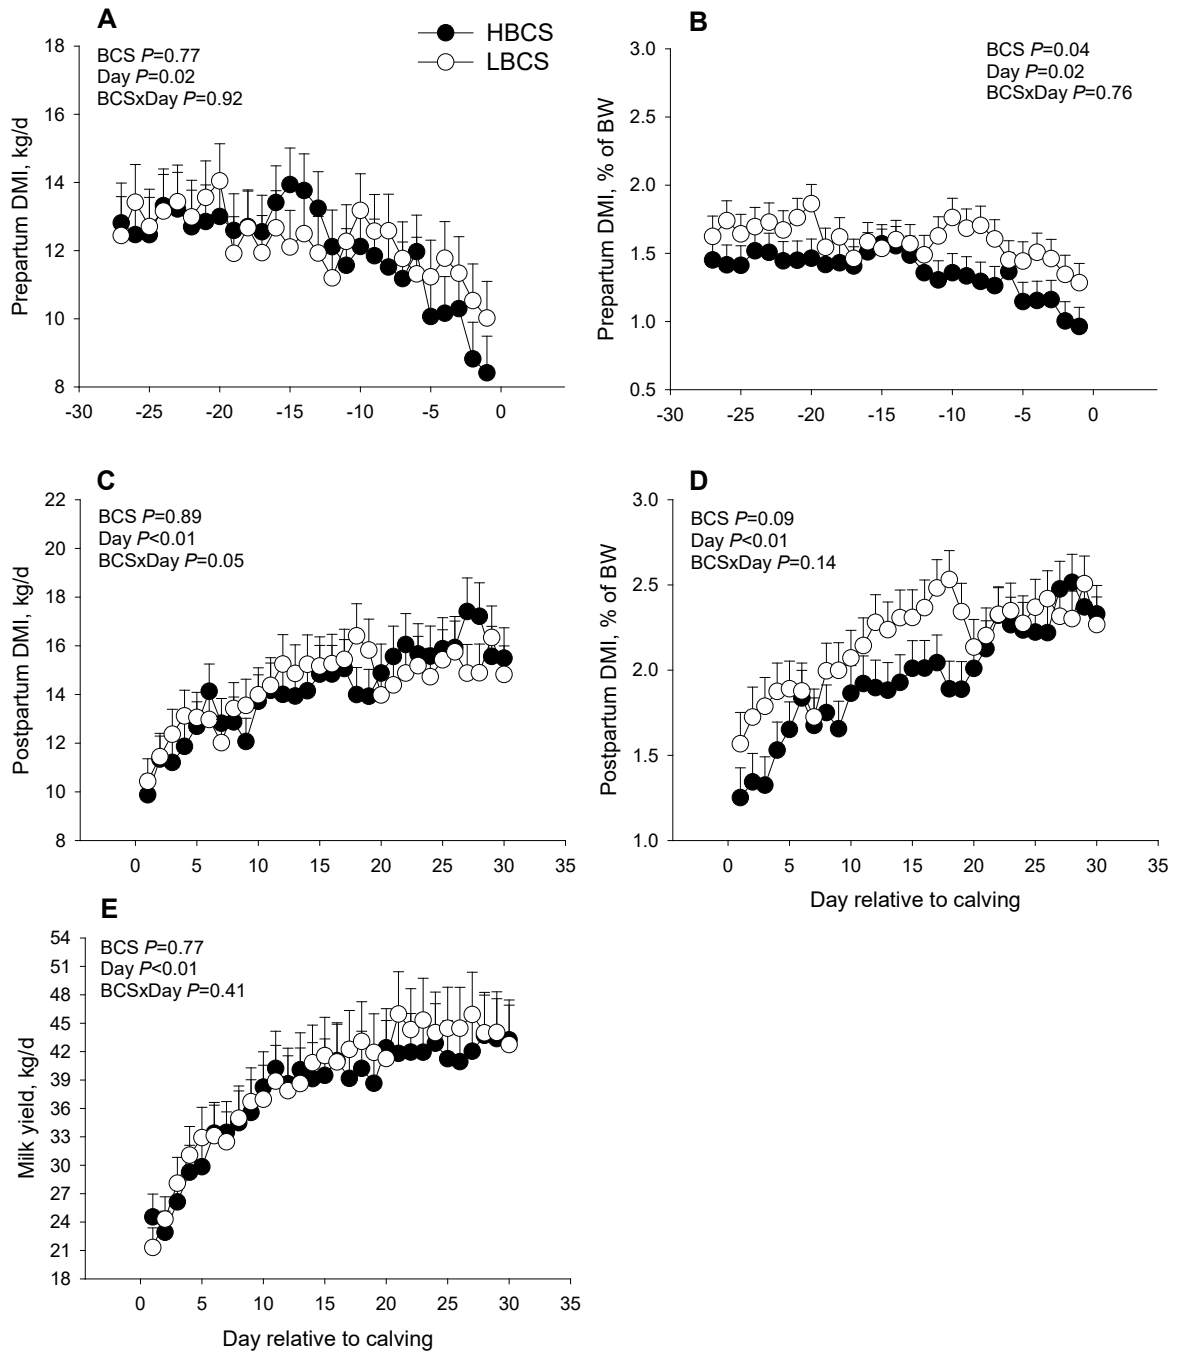 A
HBCS
LBCS
BCS P=0.77
Day P=0.02
BCSxDay P=0.92
Prepartum DMI, kg/d
18
16
14
12
10
8
-30 -25 -20 -15 -10 -5 0
B
BCS P=0.04
Day P=0.02
BCSxDay P=0.76
Prepartum DMI, % of BW
3.0
2.5
2.0
1.5
1.0
0.5
-30 -25 -20 -15 -10 -5 0
C
BCS P=0.89
Day P<0.01
BCSxDay P=0.05
Postpartum DMI, kg/d
22
20
18
16
14
12
10
8
0 5 10 15 20 25 30 35
D
BCS P=0.09
Day P<0.01
BCSxDay P=0.14
Postpartum DMI, % of BW
3.0
2.5
2.0
1.5
1.0
0 5 10 15 20 25 30 35
Day relative to calving
E
BCS P=0.77
Day P<0.01
BCSxDay P=0.41
Milk yield, kg/d
54
51
48
45
42
39
36
33
30
27
24
21
18
0 5 10 15 20 25 30 35
Day relative to calving